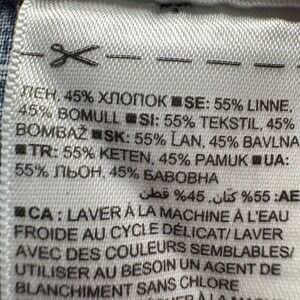 ЛЕН, 45% ХЛОПОК ■ SE: 55% LINNE,
45% BOMULL ■ SI: 55% TEKSTIL, 45%
BOMBAŽ ■ SK: 55% ĽAN, 45% BAVLNA
■ TR: 55% KETEN, 45% PAMUK ■ UA:
55% ЛЬОН, 45% БАВОВНА
AE: 55% كتان, 45% قطن
■ CA : LAVER À LA MACHINE À L'EAU
FROIDE AU CYCLE DÉLICAT/ LAVER
AVEC DES COULEURS SEMBLABLES/
UTILISER AU BESOIN UN AGENT DE
BLANCHIMENT SANS CHLORE